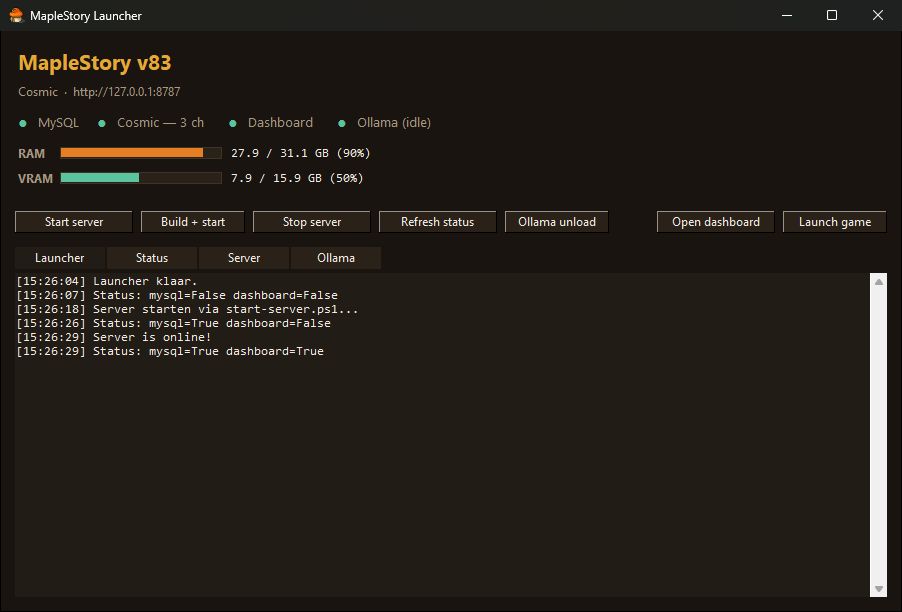 MapleStory Launcher
MapleStory v83
Cosmic · http://127.0.0.1:8787
MySQL Cosmic — 3 ch Dashboard Ollama (idle)
RAM 27.9 / 31.1 GB (90%)
VRAM 7.9 / 15.9 GB (50%)
Start server Build + start Stop server Refresh status Ollama unload Open dashboard Launch game
Launcher Status Server Ollama
[15:26:04] Launcher klaar.
[15:26:07] Status: mysql=False dashboard=False
[15:26:18] Server starten via start-server.ps1...
[15:26:26] Status: mysql=True dashboard=False
[15:26:29] Server is online!
[15:26:29] Status: mysql=True dashboard=True